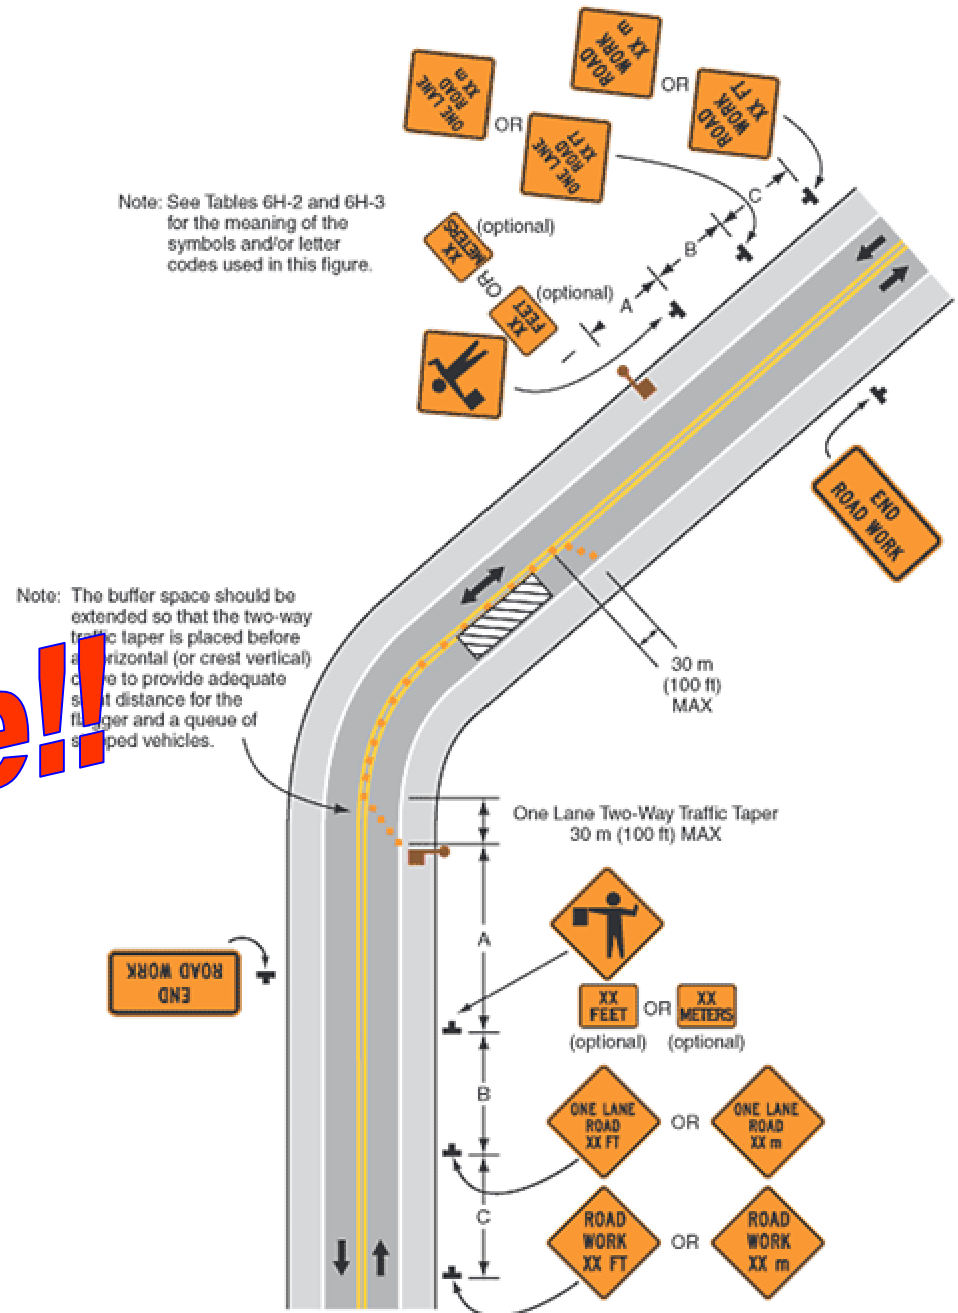 ROAD
WORK
XX m
OR
ROAD
WORK
XX FT
ONE LANE
ROAD
XX m
OR
ONE LANE
ROAD
XX FT
C
B
A
Note: See Tables 6H-2 and 6H-3
for the meaning of the
symbols and/or letter
codes used in this figure.
XX
METERS
(optional)
OR
XX
FEET
(optional)
END
ROAD WORK
Note: The buffer space should be
extended so that the two-way
taper is placed before
(or crest vertical)
to provide adequate
distance for the
and a queue of
vehicles.
e!!
30 m
(100 ft)
MAX
One Lane Two-Way Traffic Taper
30 m (100 ft) MAX
A
END
ROAD WORK
XX
FEET
OR
XX
METERS
(optional)
(optional)
B
ONE LANE
ROAD
XX FT
OR
ONE LANE
ROAD
XX m
C
ROAD
WORK
XX FT
OR
ROAD
WORK
XX m